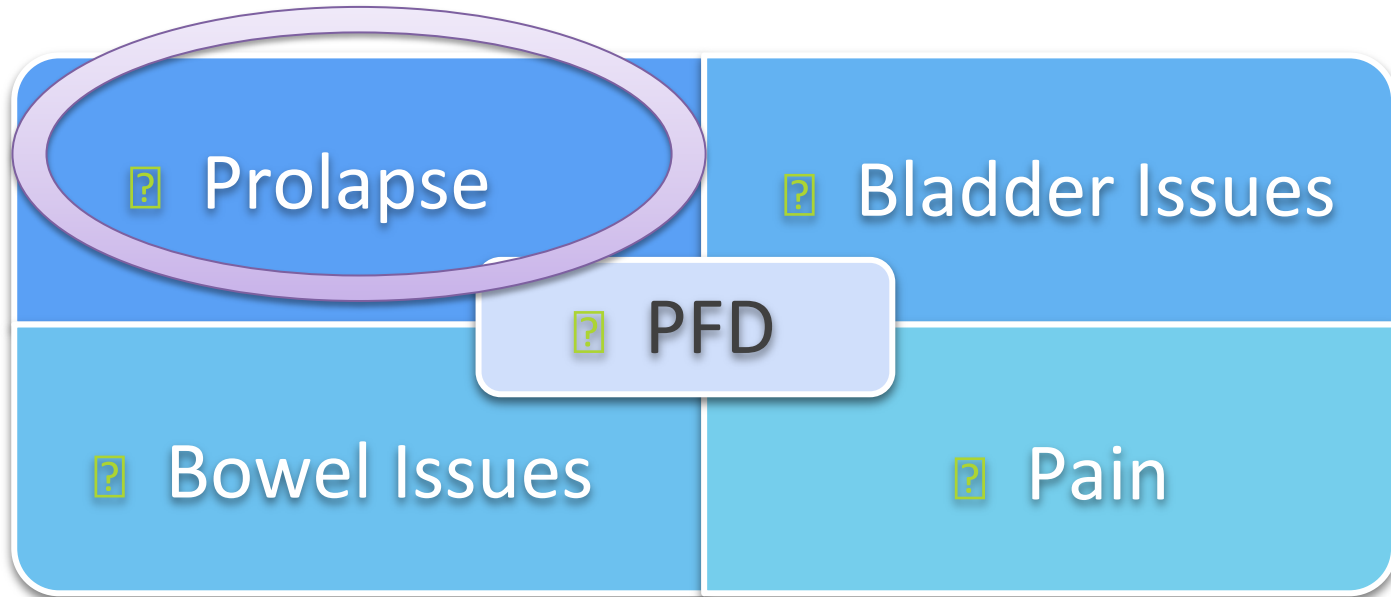 Prolapse
Bladder Issues
PFD
Bowel Issues
Pain